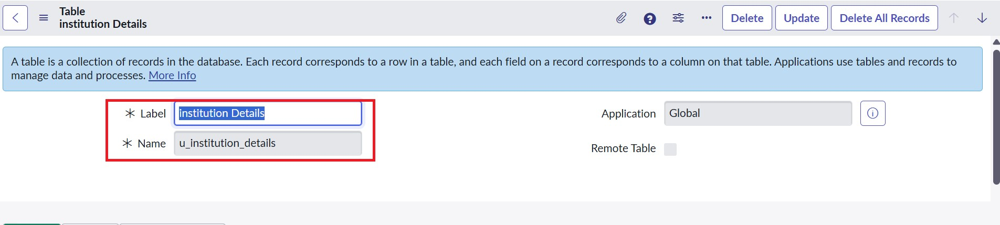 Table
institution Details
Delete
Update
Delete All Records
A table is a collection of records in the database. Each record corresponds to a row in a table, and each field on a record corresponds to a column on that table. Applications use tables and records to
manage data and processes. More Info
Label
institution Details
Application
Global
Name
u_institution_details
Remote Table